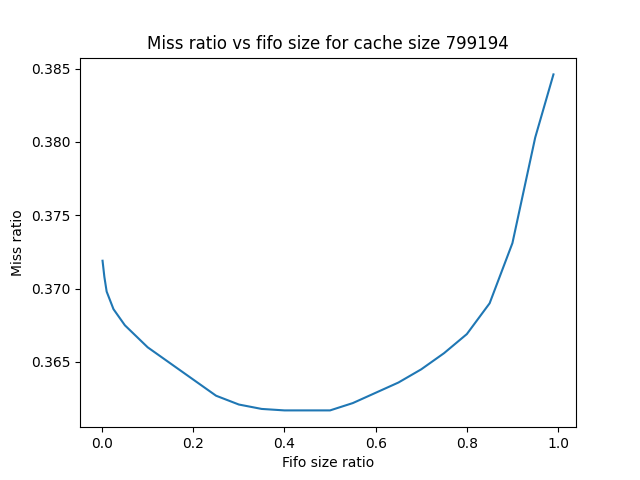 Miss ratio vs fifo size for cache size 799194
0.385
0.380
0.375
0.370
0.365
Miss ratio
0.0 0.2 0.4 0.6 0.8 1.0
Fifo size ratio